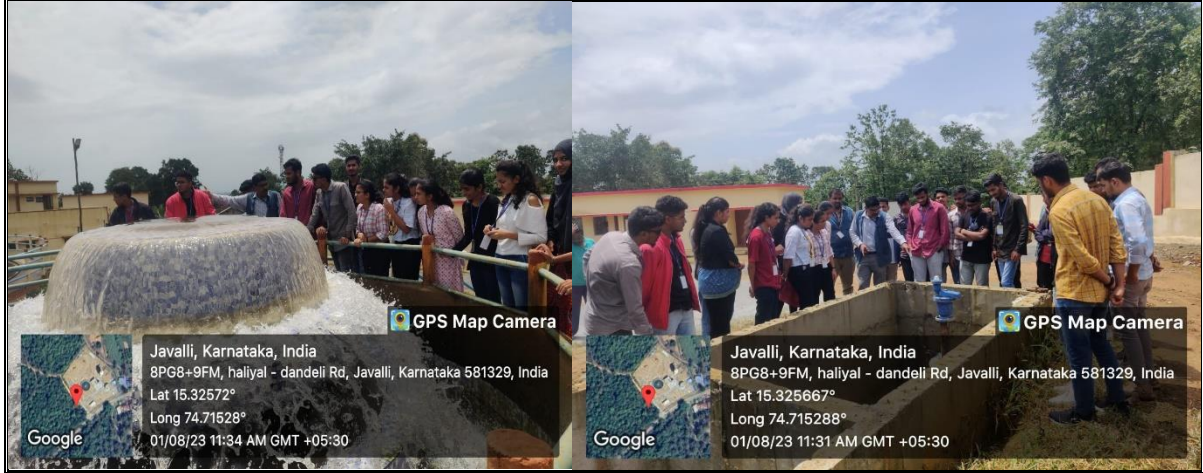 GPS Map Camera
Javalli, Karnataka, India
8PG8+9FM, haliyal - dandeli Rd, Javalli, Karnataka 581329, India
Lat 15.32572°
Long 74.71528°
01/08/23 11:34 AM GMT +05:30
Google
GPS Map Camera
Javalli, Karnataka, India
8PG8+9FM, haliyal - dandeli Rd, Javalli, Karnataka 581329, India
Lat 15.325667°
Long 74.715288°
01/08/23 11:31 AM GMT +05:30
Google